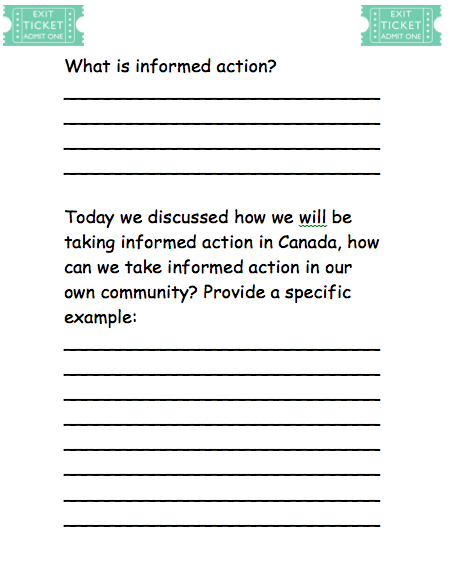 EXIT
TICKET
ADMIT ONE
EXIT
TICKET
ADMIT ONE
What is informed action?
Today we discussed how we will be
taking informed action in Canada, how
can we take informed action in our
own community? Provide a specific
example: